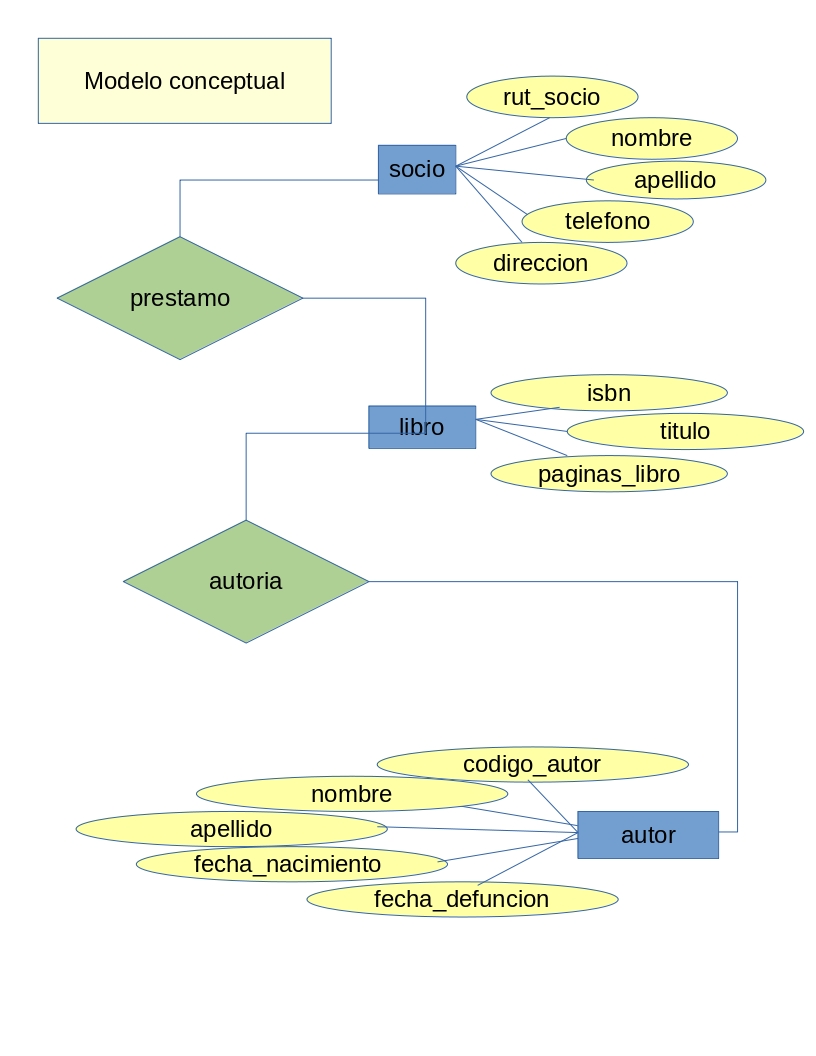 Modelo conceptual
rut_socio
nombre
socio
apellido
telefono
direccion
prestamo
isbn
libro
titulo
paginas_libro
autoria
codigo_autor
nombre
apellido
autor
fecha_nacimiento
fecha_defuncion